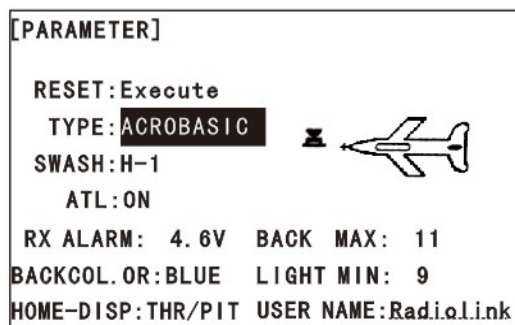 [PARAMETER]
RESET:Execute
TYPE:ACROBASIC
SWASH:H-1
ATL:ON
RX ALARM: 4.6V BACK MAX: 11
BACKCOL.OR:BLUE LIGHT MIN: 9
HOME-DISP:THR/PIT USER NAME:Radiolink